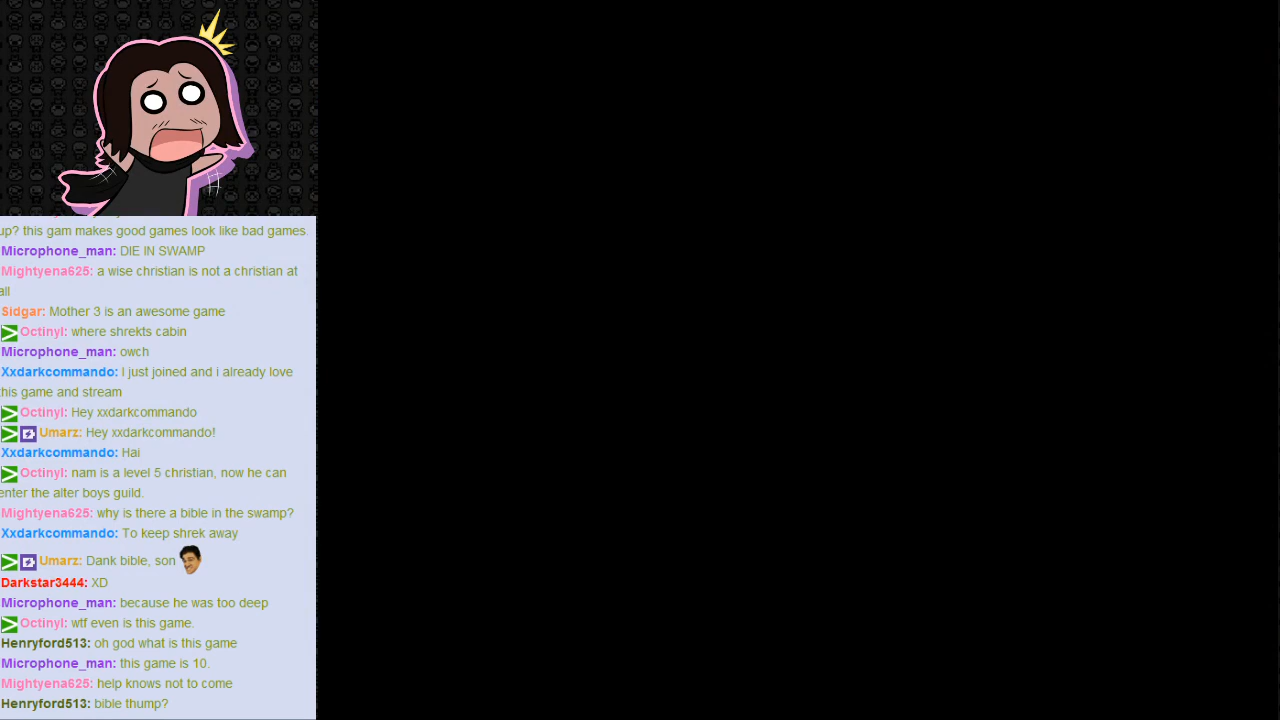 up? this gam makes good games look like bad games
Microphone_man: DIE IN SWAMP
Mightyena625: a wise christian is not a christian at
all
Sidgar: Mother 3 is an awesome game
Octinyl: where shrekts cabin
Microphone_man: owch
Xxdarkcommando: I just joined and i already love
this game and stream
Octinyl: Hey xxdarkcommando
Umarz: Hey xxdarkcommando!
Xxdarkcommando: Hai
Octinyl: nam is a level 5 christian, now he can
enter the alter boys guild.
Mightyena625: why is there a bible in the swamp?
Xxdarkcommando: To keep shrek away
Umarz: Dank bible, son
Darkstar3444: XD
Microphone_man: because he was too deep
Octinyl: wtf even is this game.
Henryford513: oh god what is this game
Microphone_man: this game is 10.
Mightyena625: help knows not to come
Henryford513: bible thump?